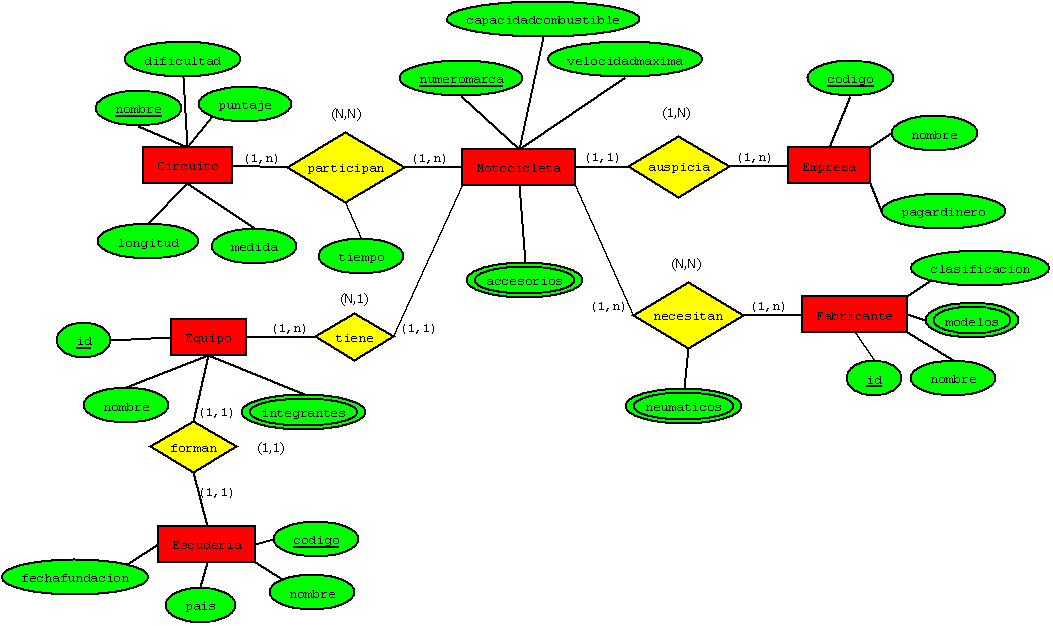 capacidadcombustible
dificultad
velocidadmaxima
numeromarca
codigo
nombre
puntaje
(N,N)
(1,N)
nombre
Circuito
(1,n)
participan
(1,n)
Motocicleta
(1,1)
auspicia
(1,n)
Empresa
pagardinero
longitud
medida
tiempo
accesorios
(N,N)
clasificacion
(N,1)
(1,n)
necesitan
(1,n)
Fabricante
modelos
id
Equipo
(1,n)
tiene
(1,1)
id
nombre
nombre
integrantes
neumaticos
(1,1)
forman
(1,1)
(1,1)
Escuderia
codigo
fechafundacion
nombre
pais